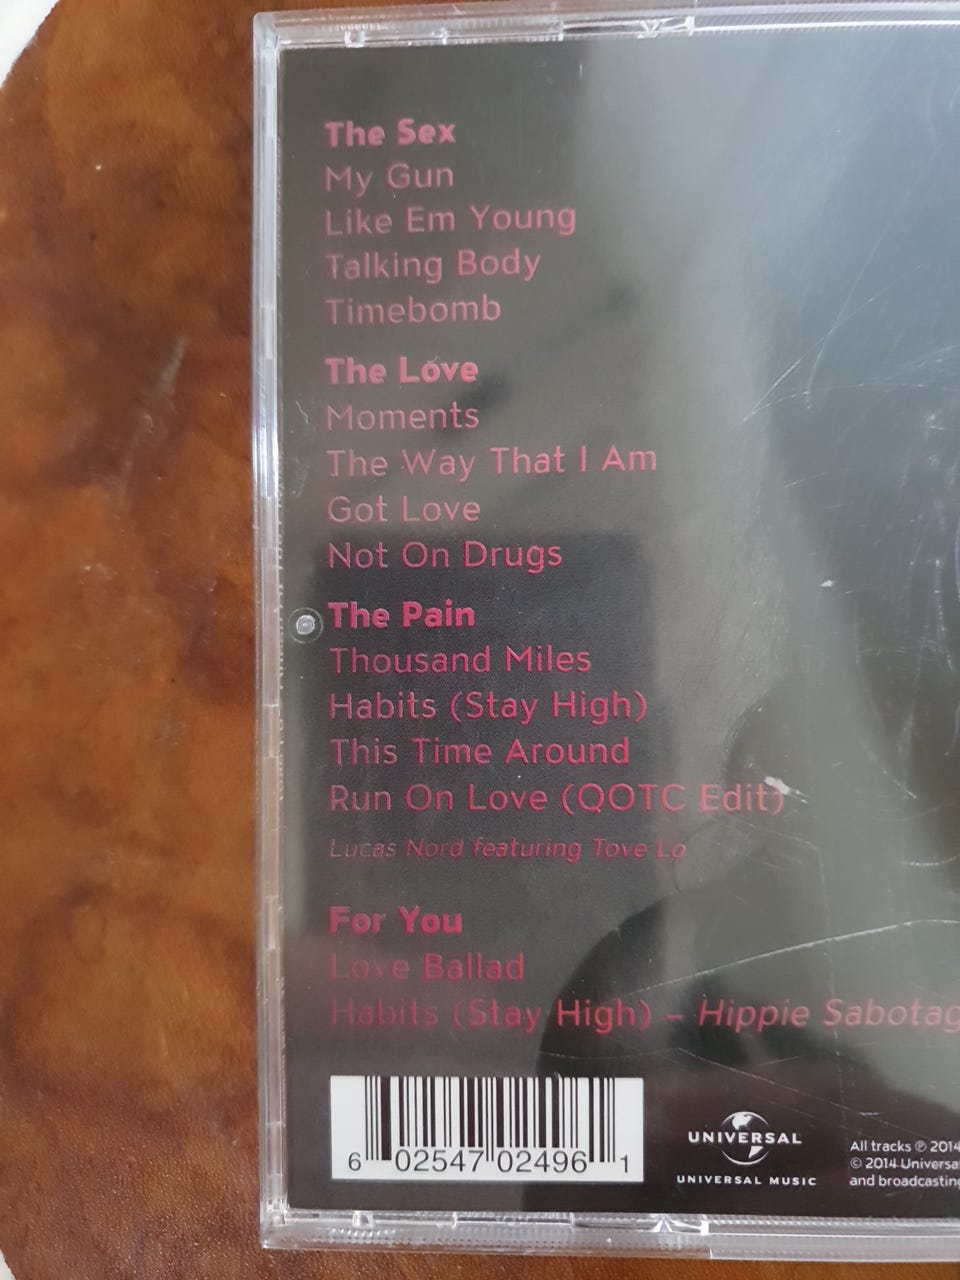 The Sex
My Gun
Like Em Young
Talking Body
Timebomb
The Love
Moments
The Way That I Am
Got Love
Not On Drugs
The Pain
Thousand Miles
Habits (Stay High)
This Time Around
Run On Love (QOTC Edit)
Lucas Nord featuring Tove Lo
For You
Love Ballad
Habits (Stay High) – Hippie Sabotag
6 02547 02496 1
UNIVERSAL
UNIVERSAL MUSIC
All tracks ℗ 2014
© 2014 Universal
and broadcasting